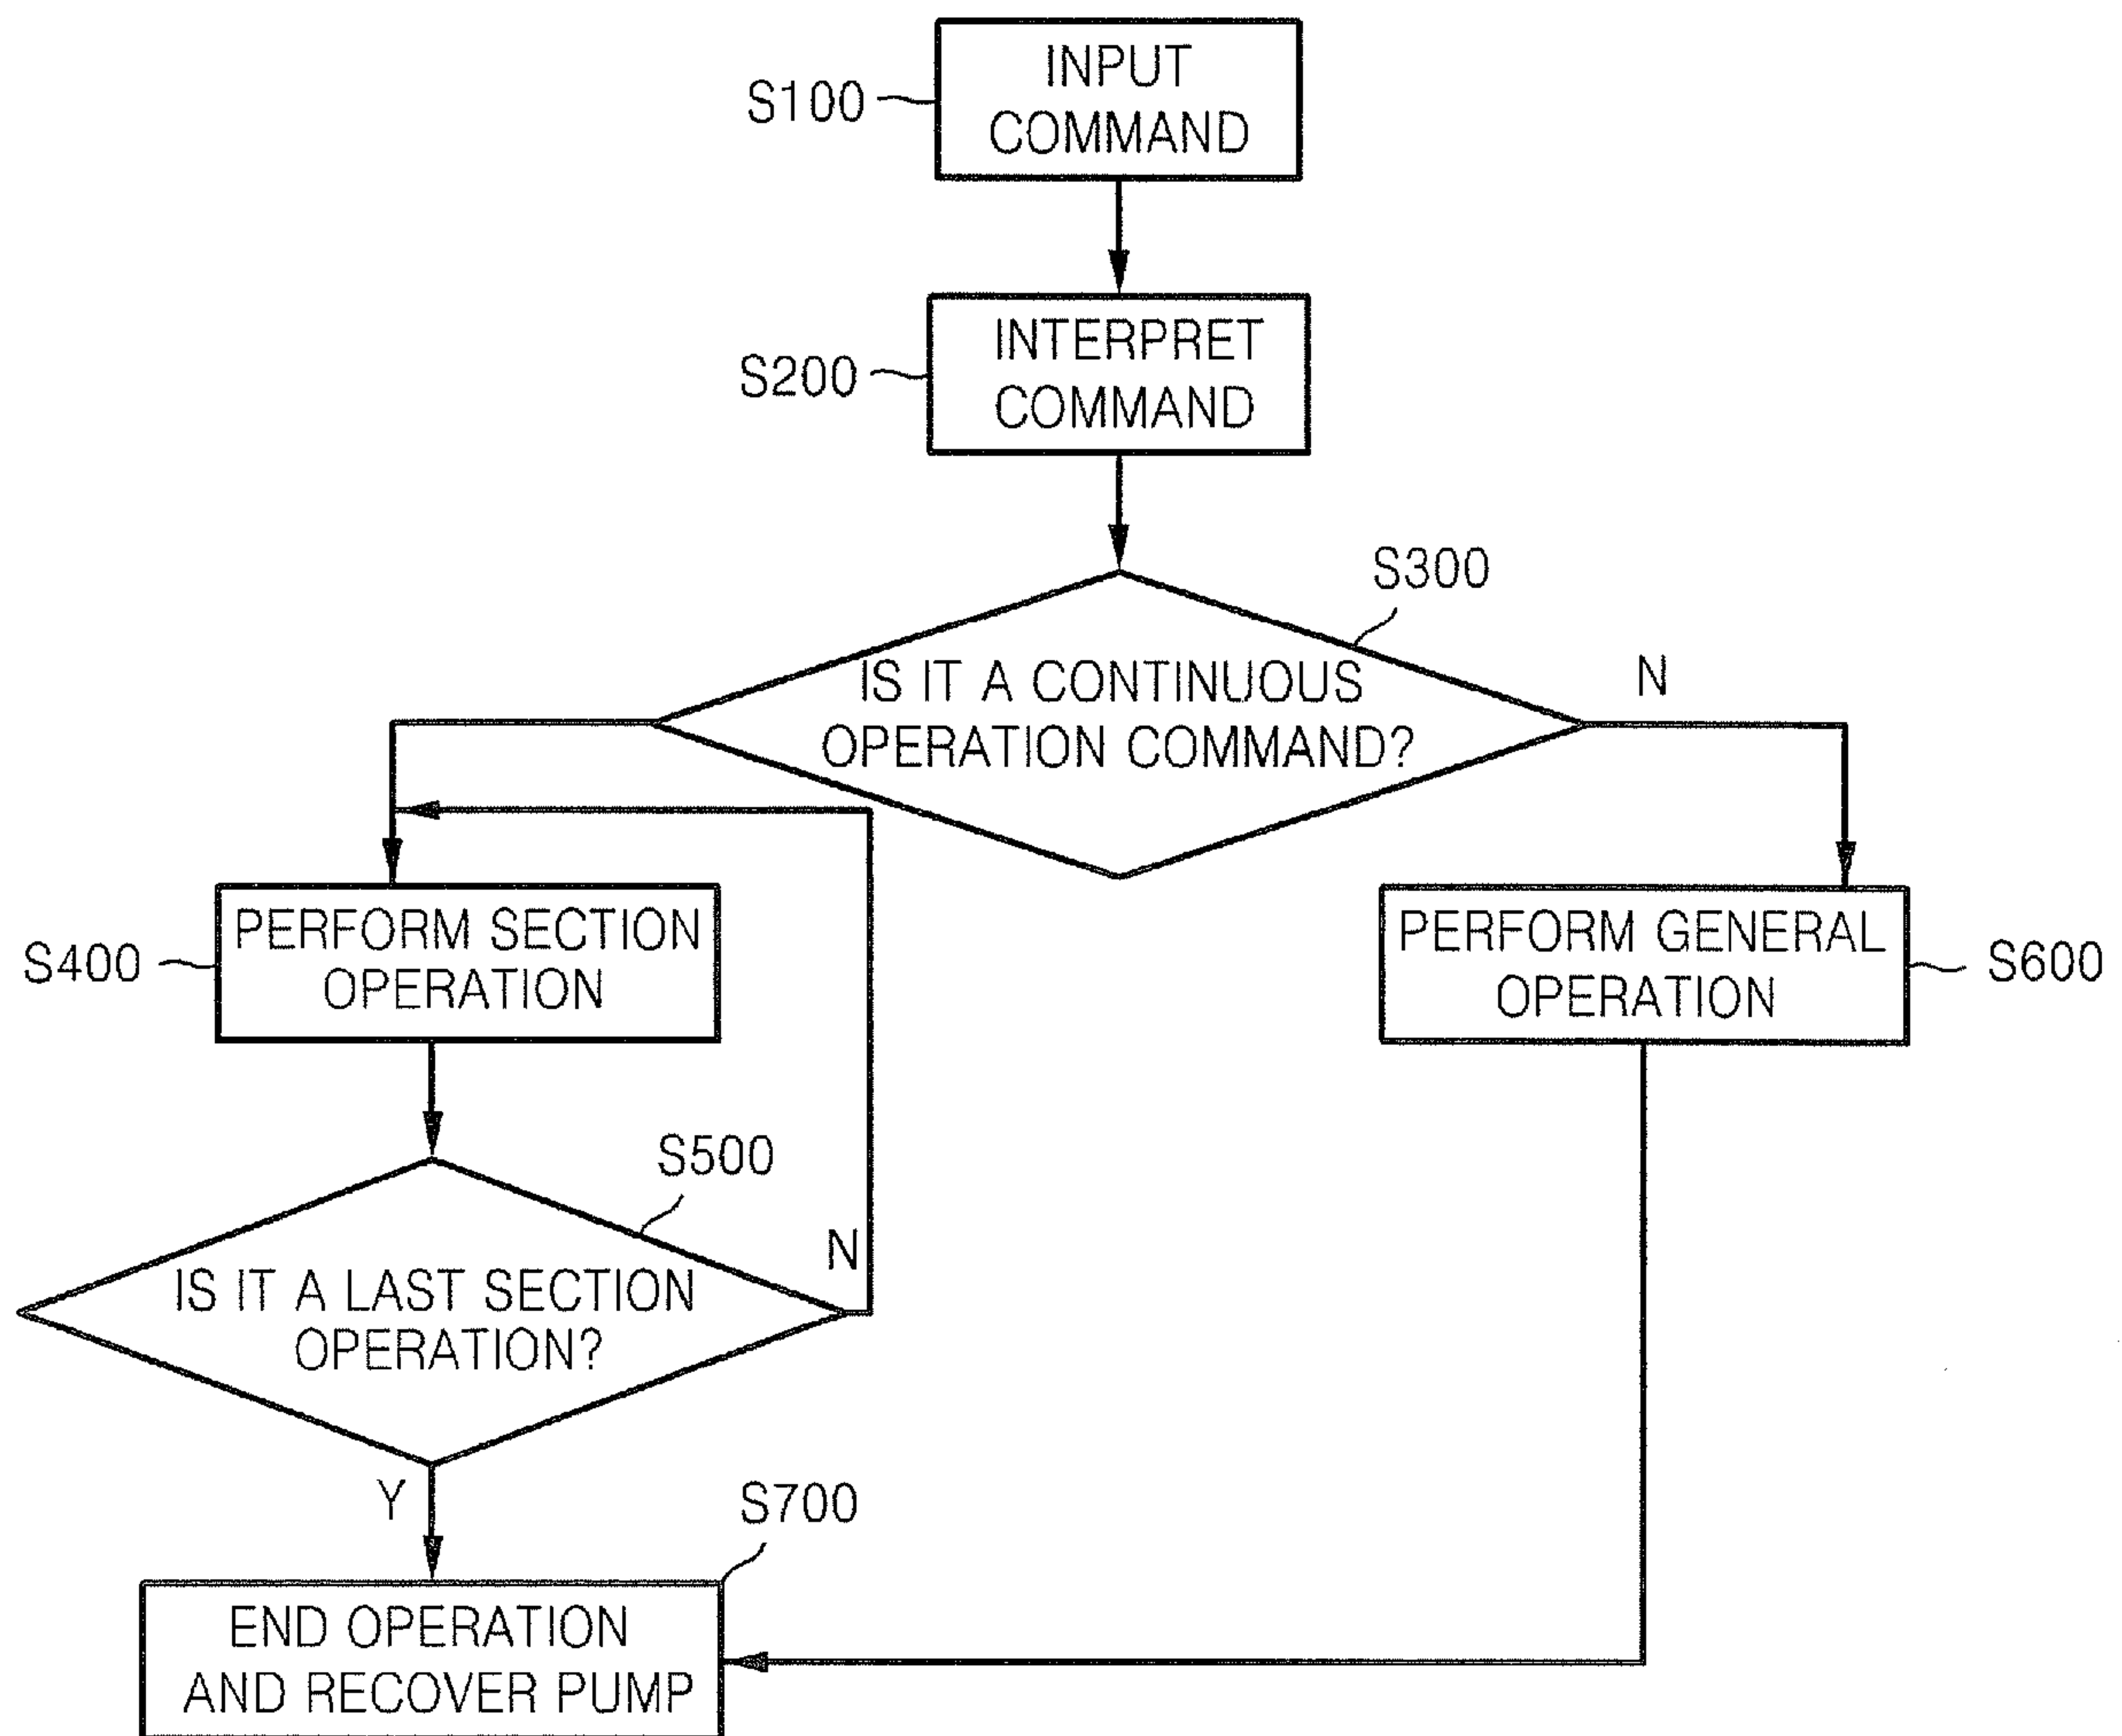 INPUT
COMMAND
S100
INTERPRET
COMMAND
S200
S300
IS IT A CONTINUOUS
OPERATION COMMAND?
N
PERFORM SECTION
OPERATION
S400
PERFORM GENERAL
OPERATION
S600
S500
N
IS IT A LAST SECTION
OPERATION?
Y
S700
END OPERATION
AND RECOVER PUMP